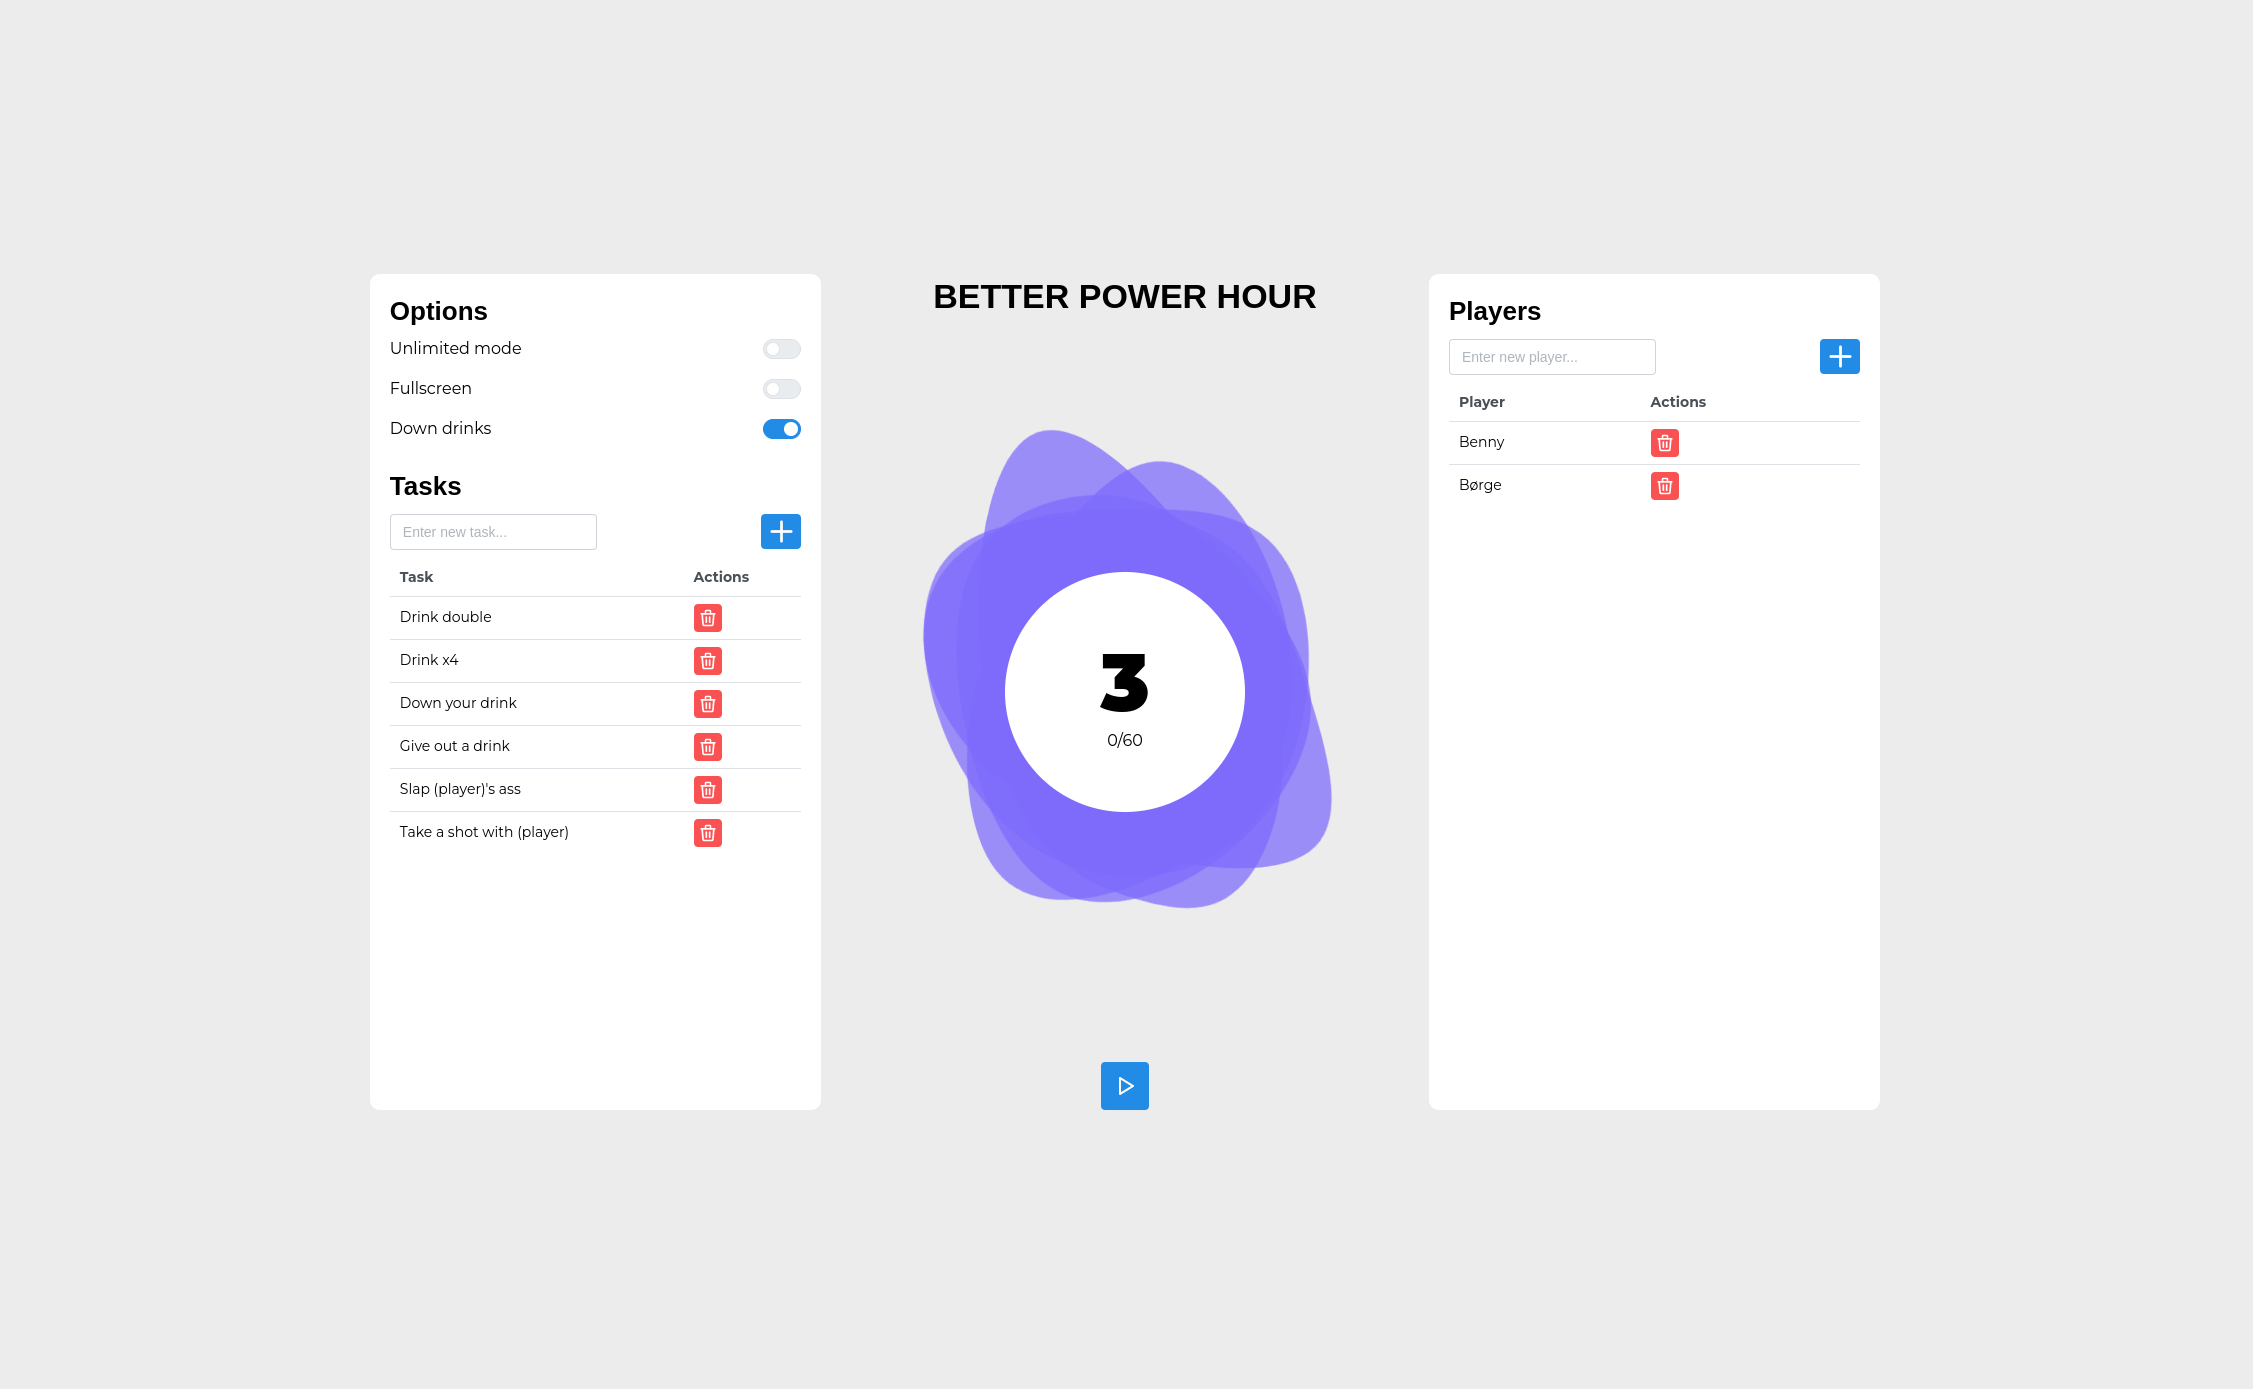 Options
Unlimited mode
Fullscreen
Down drinks
Tasks
Enter new task...
Task Actions
Drink double
Drink x4
Down your drink
Give out a drink
Slap (player)'s ass
Take a shot with (player)
BETTER POWER HOUR
3
0/60
Players
Enter new player...
Player Actions
Benny
Børge